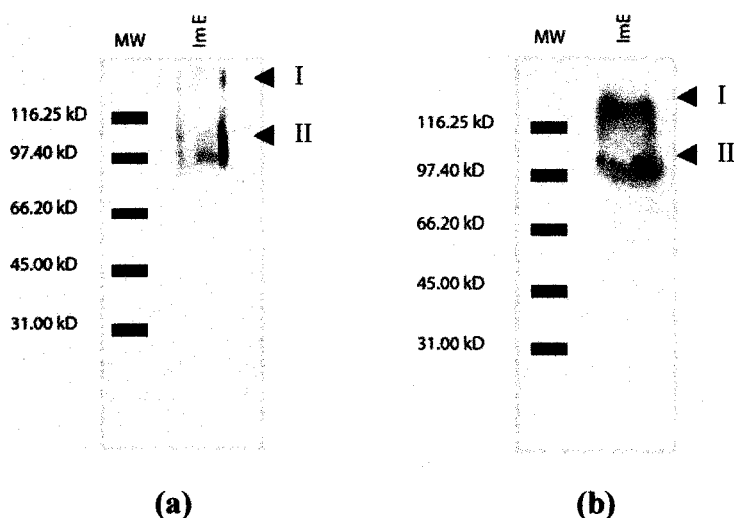 MW
Im E
I
116.25 kD
II
97.40 kD
66.20 kD
45.00 kD
31.00 kD
(a)
MW
ImE
I
116.25 kD
II
97.40 kD
66.20 kD
45.00 kD
31.00 kD
(b)